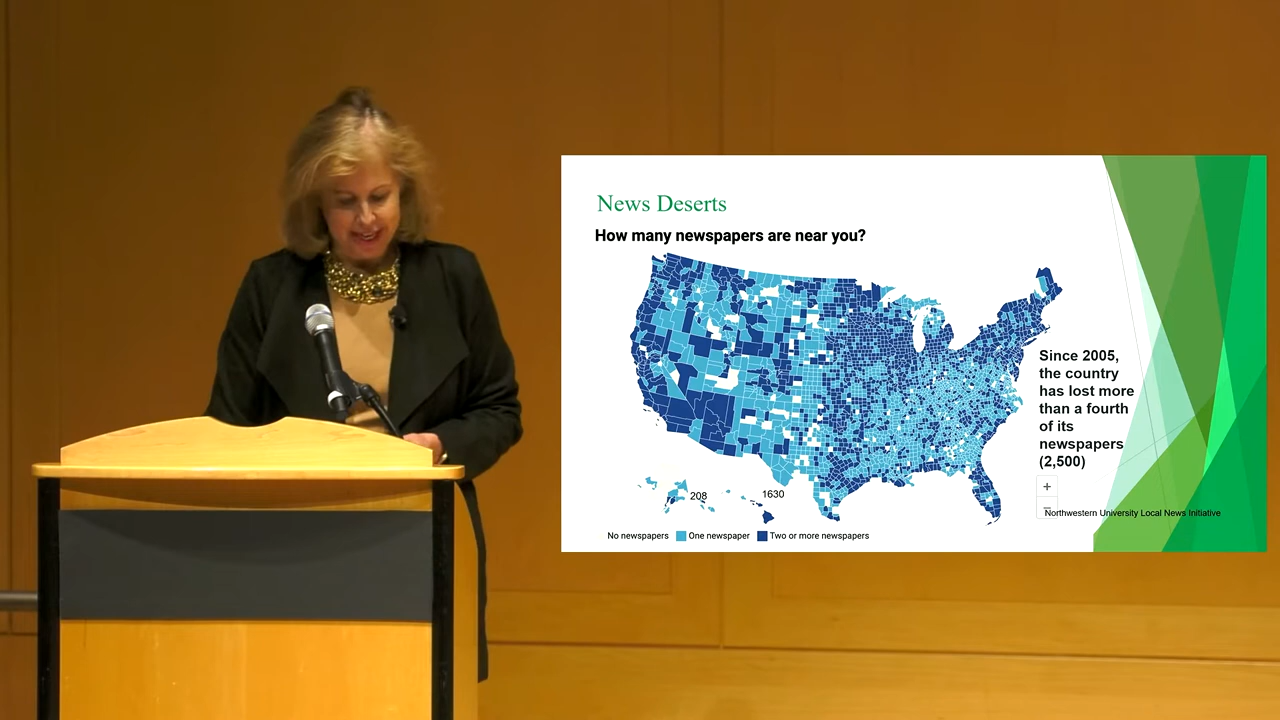 News Deserts
How many newspapers are near you?
Since 2005,
the country
has lost more
than a fourth
of its
newspapers
(2,500)
+
208
1630
Northwestern University Local News Initiative
No newspapers One newspaper Two or more newspapers